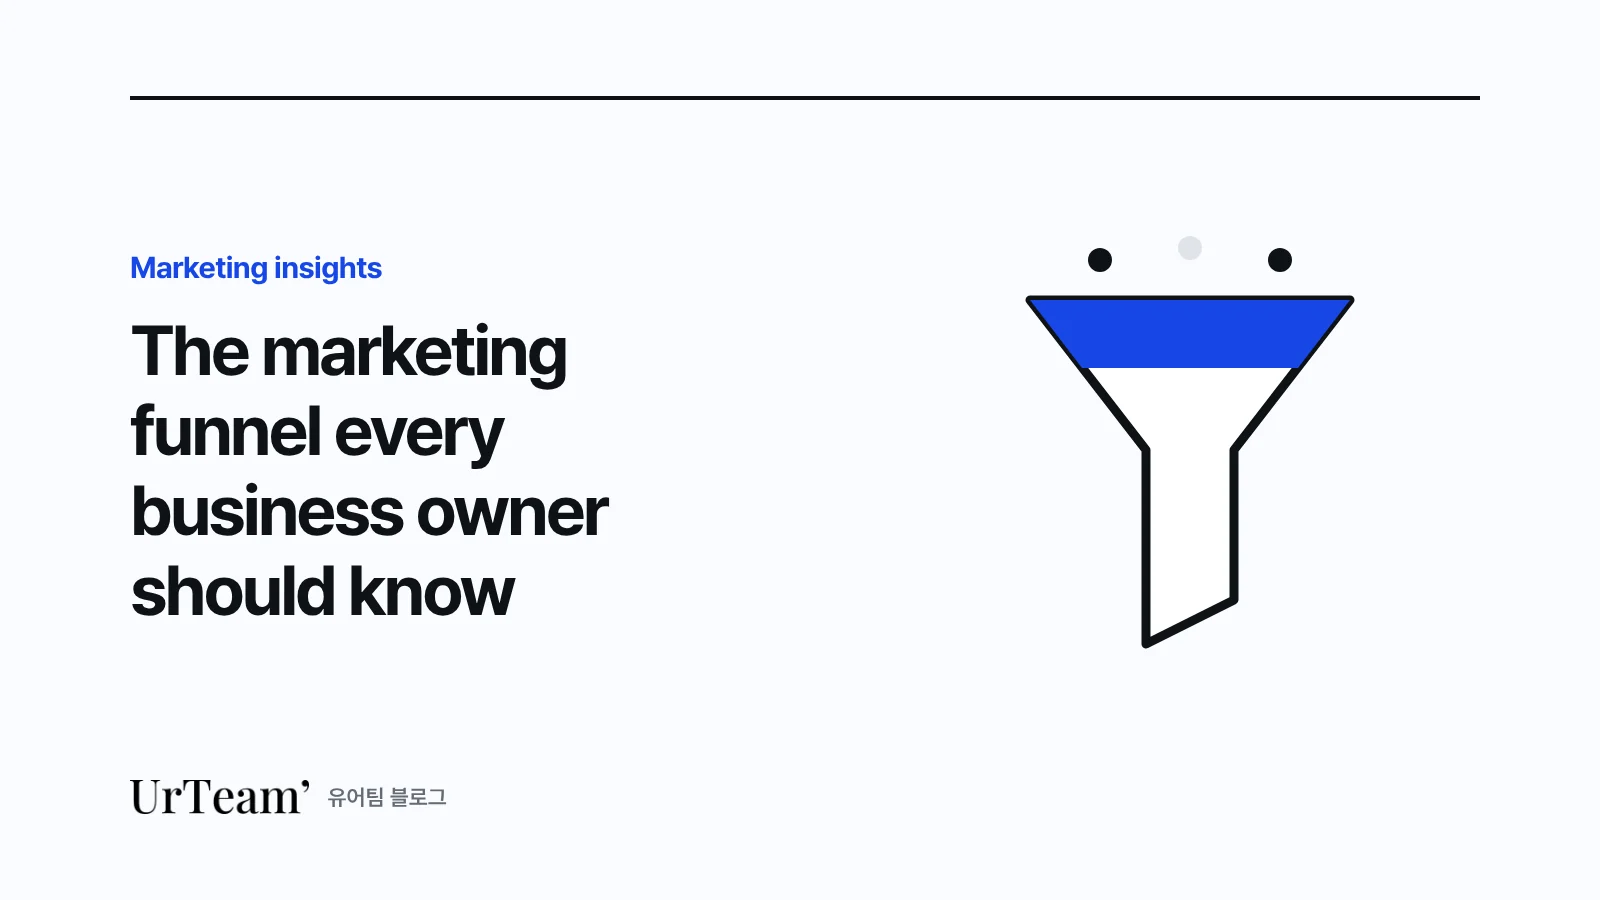 Marketing insights
The marketing
funnel every
business owner
should know
UrTeam’ 유어팀 블로그